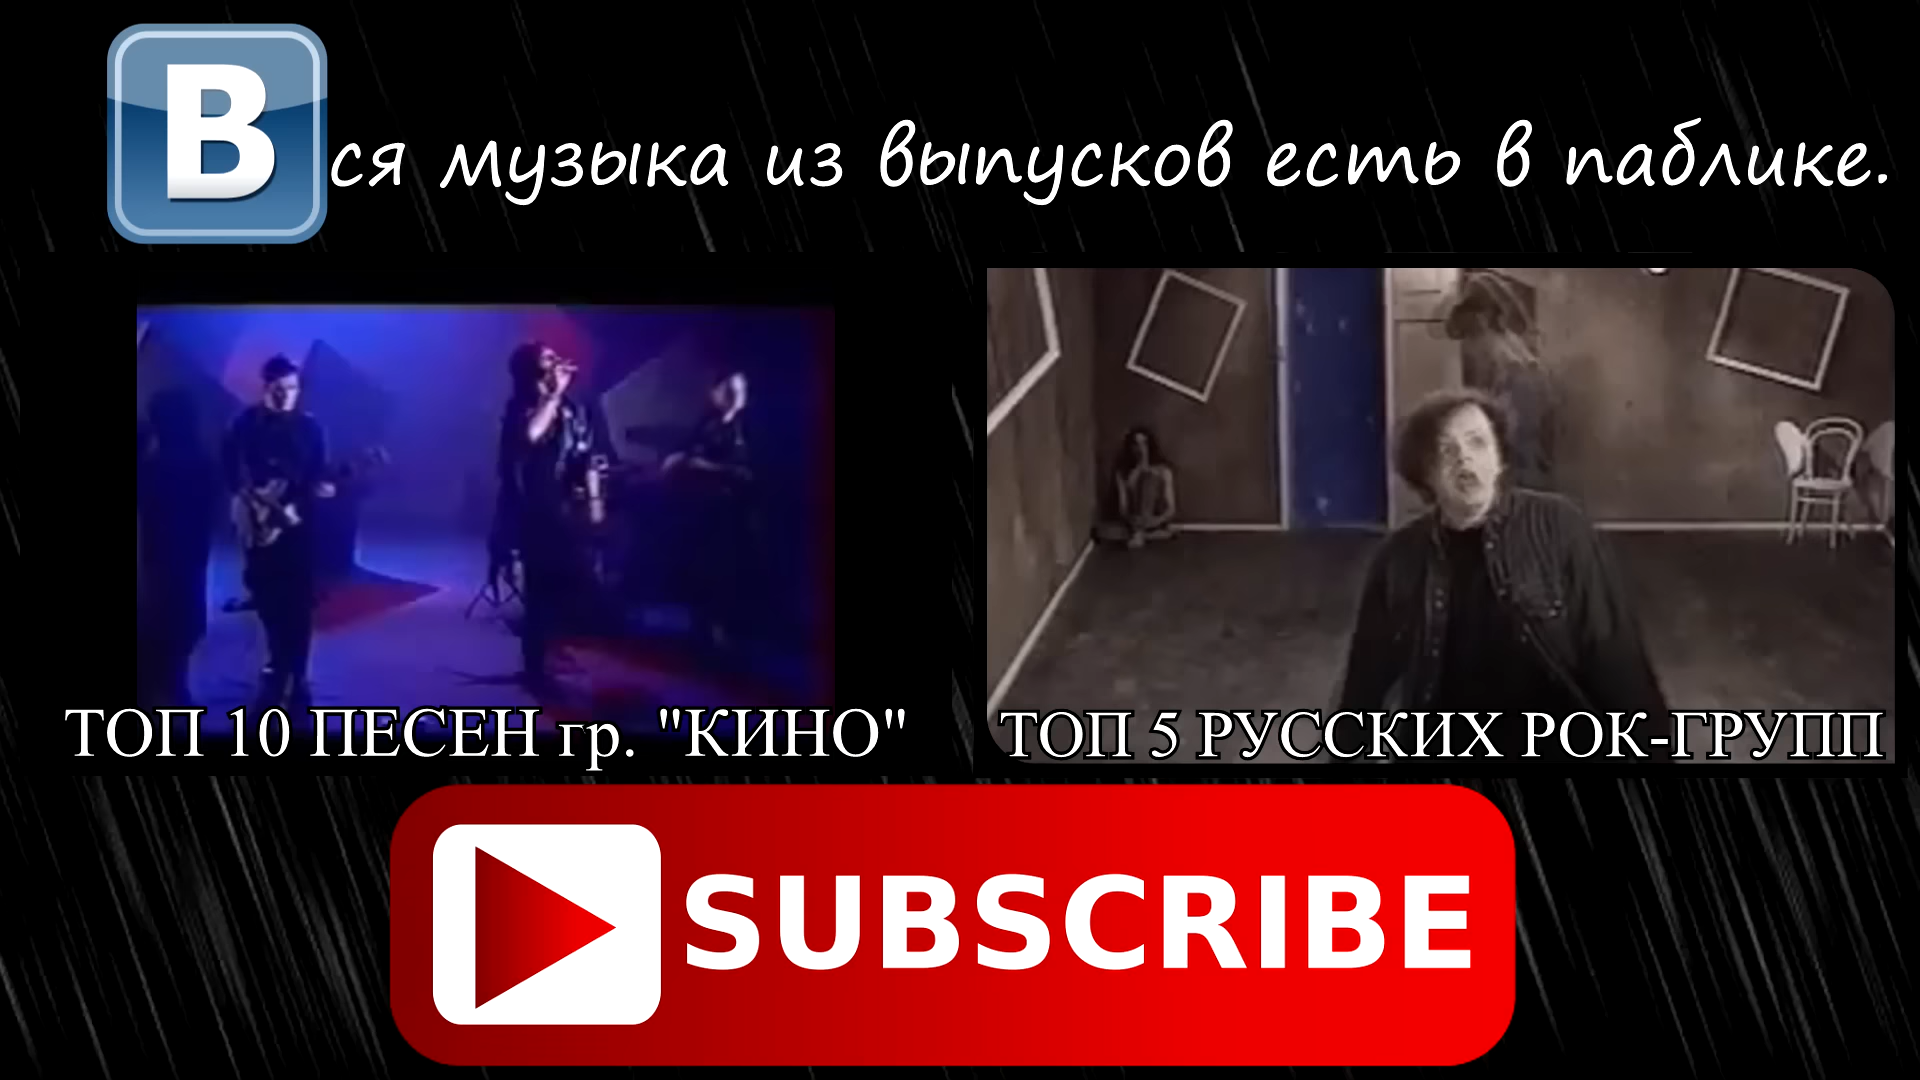 Вся музыка из выпусков есть в паблике.
ТОП 10 ПЕСЕН гр. "КИНО"
ТОП 5 РУССКИХ РОК-ГРУПП
SUBSCRIBE